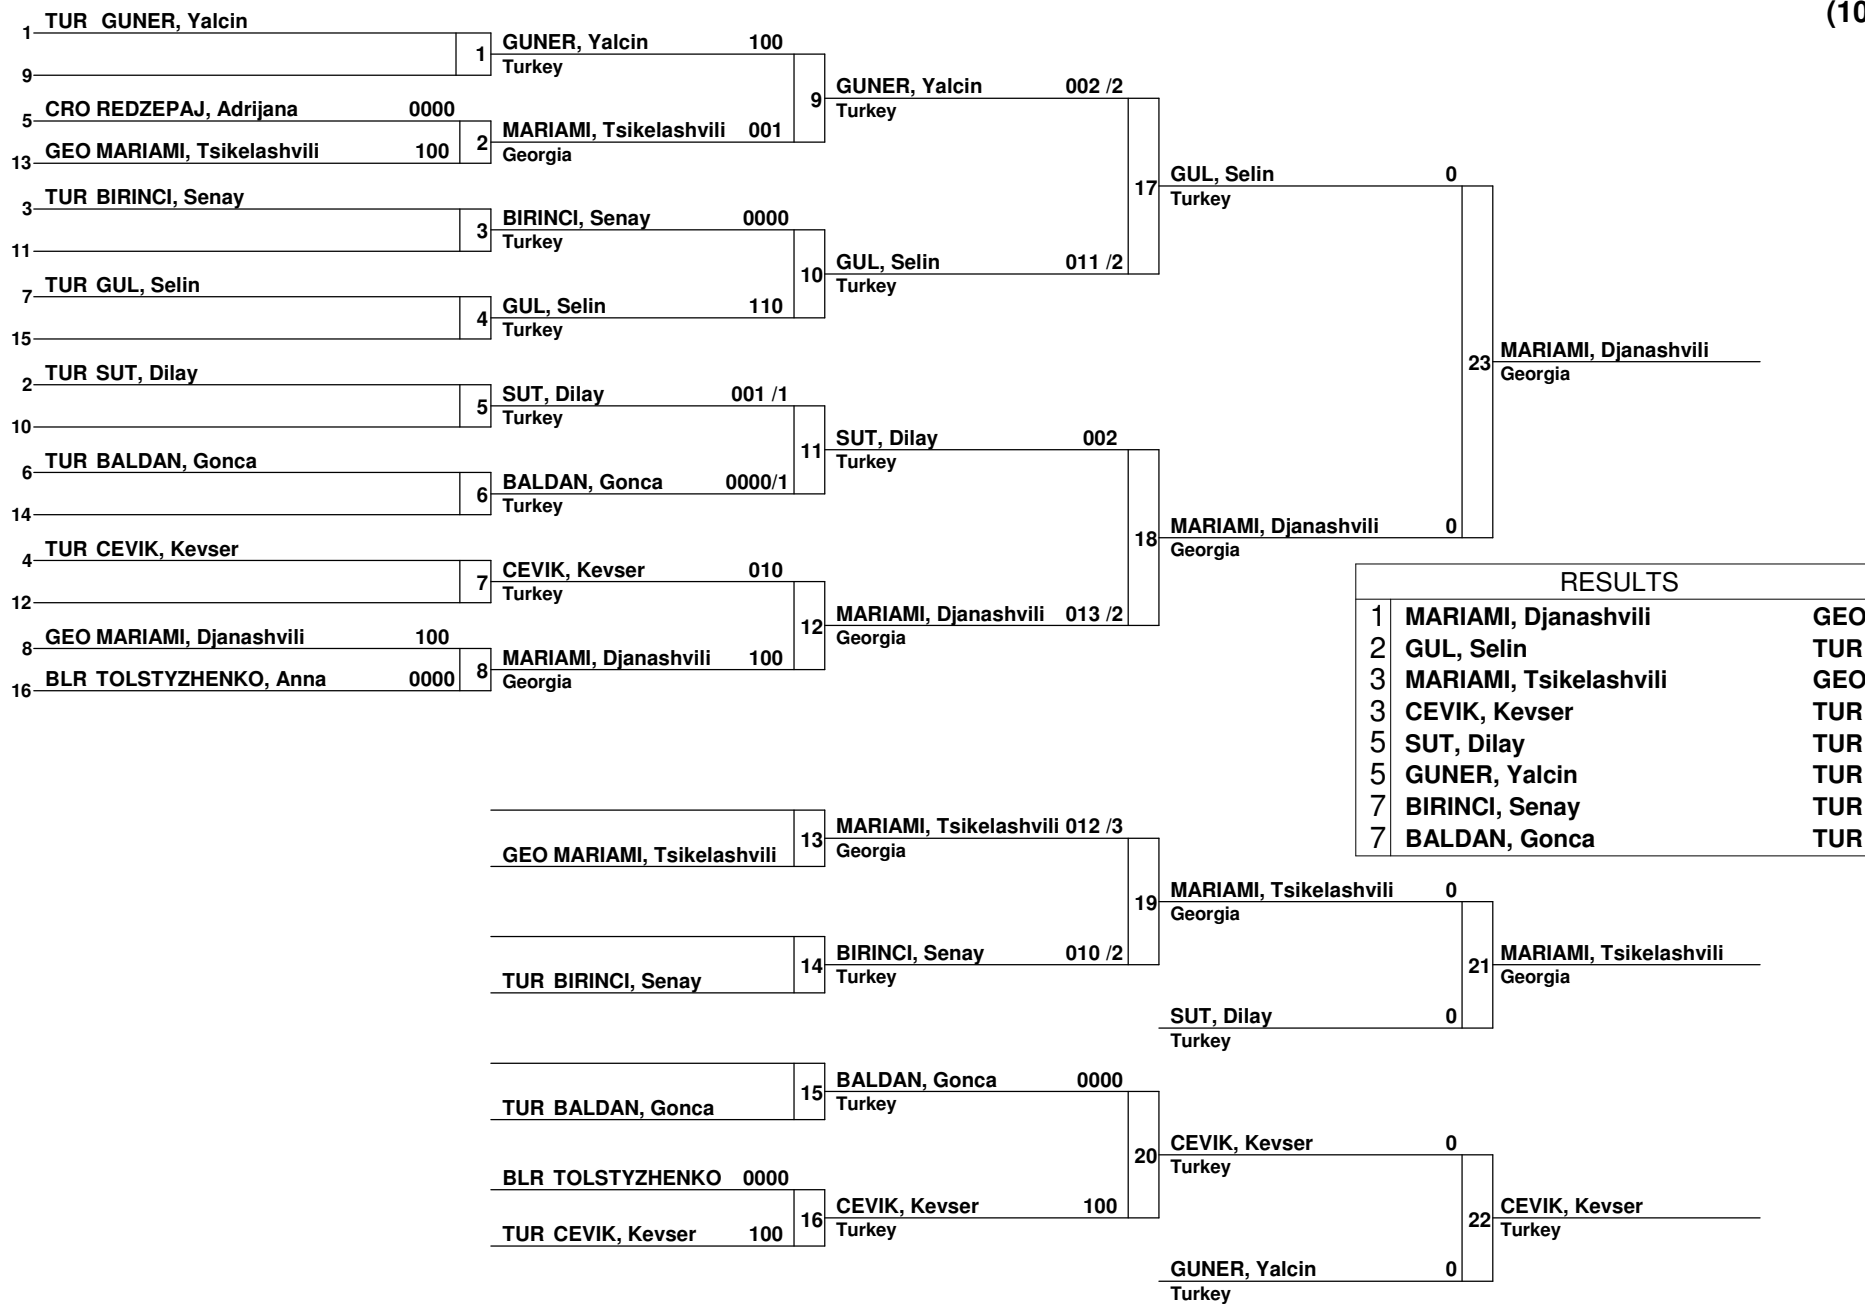 (10
1 TUR GUNER, Yalcin
9
1 GUNER, Yalcin 100
Turkey
5 CRO REDZEPAJ, Adrijana 0000
13 GEO MARIAMI, Tsikelashvili 100
2 MARIAMI, Tsikelashvili 001
Georgia
9 GUNER, Yalcin 002 /2
Turkey
3 TUR BIRINCI, Senay
11
3 BIRINCI, Senay 0000
Turkey
7 TUR GUL, Selin
15
4 GUL, Selin 110
Turkey
10 GUL, Selin 011 /2
Turkey
17 GUL, Selin 0
Turkey
2 TUR SUT, Dilay
10
5 SUT, Dilay 001 /1
Turkey
6 TUR BALDAN, Gonca
14
6 BALDAN, Gonca 0000/1
Turkey
11 SUT, Dilay 002
Turkey
4 TUR CEVIK, Kevser
12
7 CEVIK, Kevser 010
Turkey
8 GEO MARIAMI, Djanashvili 100
16 BLR TOLSTYZHENKO, Anna 0000
8 MARIAMI, Djanashvili 100
Georgia
12 MARIAMI, Djanashvili 013 /2
Georgia
18 MARIAMI, Djanashvili 0
Georgia
23 MARIAMI, Djanashvili
Georgia
RESULTS
1 MARIAMI, Djanashvili GEO
2 GUL, Selin TUR
3 MARIAMI, Tsikelashvili GEO
3 CEVIK, Kevser TUR
5 SUT, Dilay TUR
5 GUNER, Yalcin TUR
7 BIRINCI, Senay TUR
7 BALDAN, Gonca TUR
GEO MARIAMI, Tsikelashvili
13 MARIAMI, Tsikelashvili 012 /3
Georgia
TUR BIRINCI, Senay
14 BIRINCI, Senay 010 /2
Turkey
19 MARIAMI, Tsikelashvili 0
Georgia
SUT, Dilay 0
Turkey
21 MARIAMI, Tsikelashvili
Georgia
TUR BALDAN, Gonca
15 BALDAN, Gonca 0000
Turkey
BLR TOLSTYZHENKO 0000
TUR CEVIK, Kevser 100
16 CEVIK, Kevser 100
Turkey
20 CEVIK, Kevser 0
Turkey
GUNER, Yalcin 0
Turkey
22 CEVIK, Kevser
Turkey